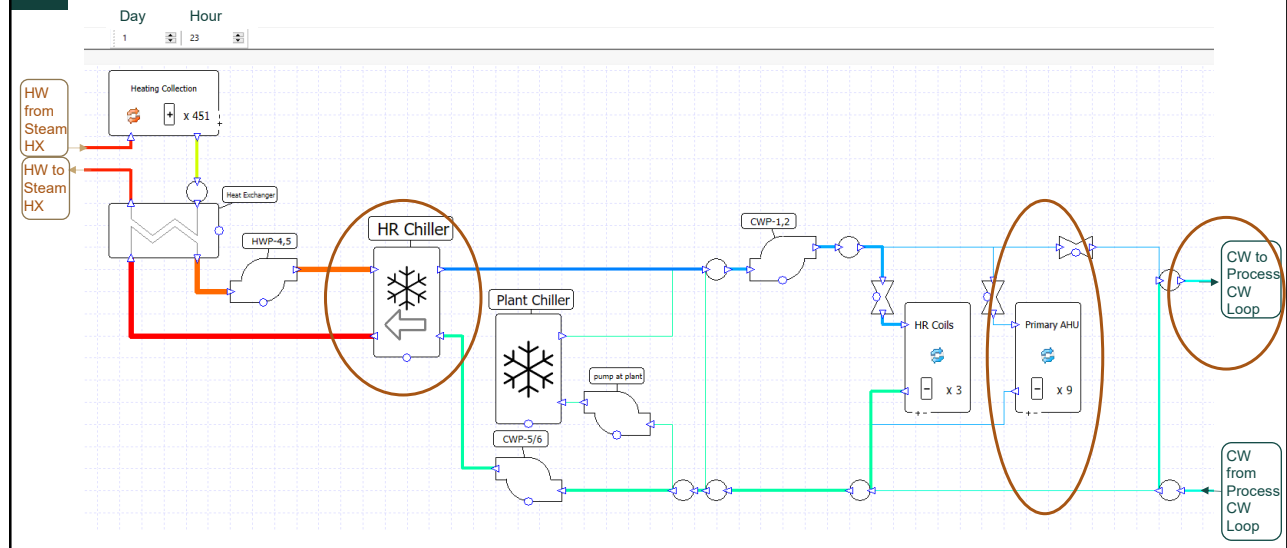 Day Hour
1 23
HW
from
Steam
HX
HW to
Steam
HX
Heating Collection
+ x 451
+
Heat Exchanger
HWP-4,5
HR Chiller
Plant Chiller
pump at plant
CWP-5/6
CWP-1,2
HR Coils
- x 3
+ -
Primary AHU
- x 9
+ -
CW to
Process
CW
Loop
CW
from
Process
CW
Loop